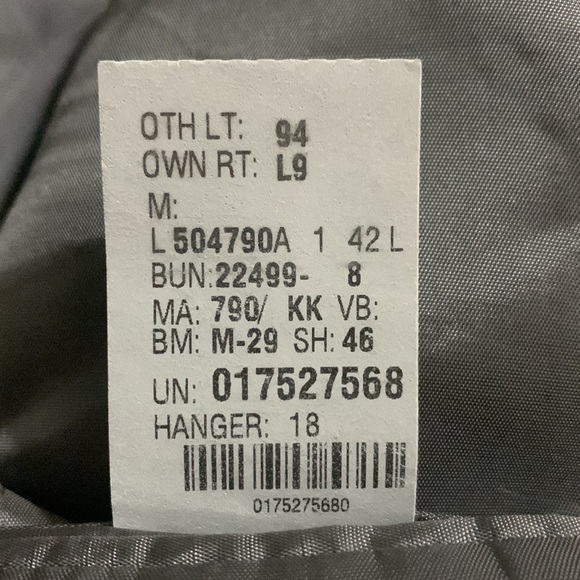 OTH LT: 94
OWN RT: L9
M:
L 504790A 1 42 L
BUN:22499- 8
MA: 790/ KK VB:
BM: M-29 SH: 46
UN: 017527568
HANGER: 18
0175275680